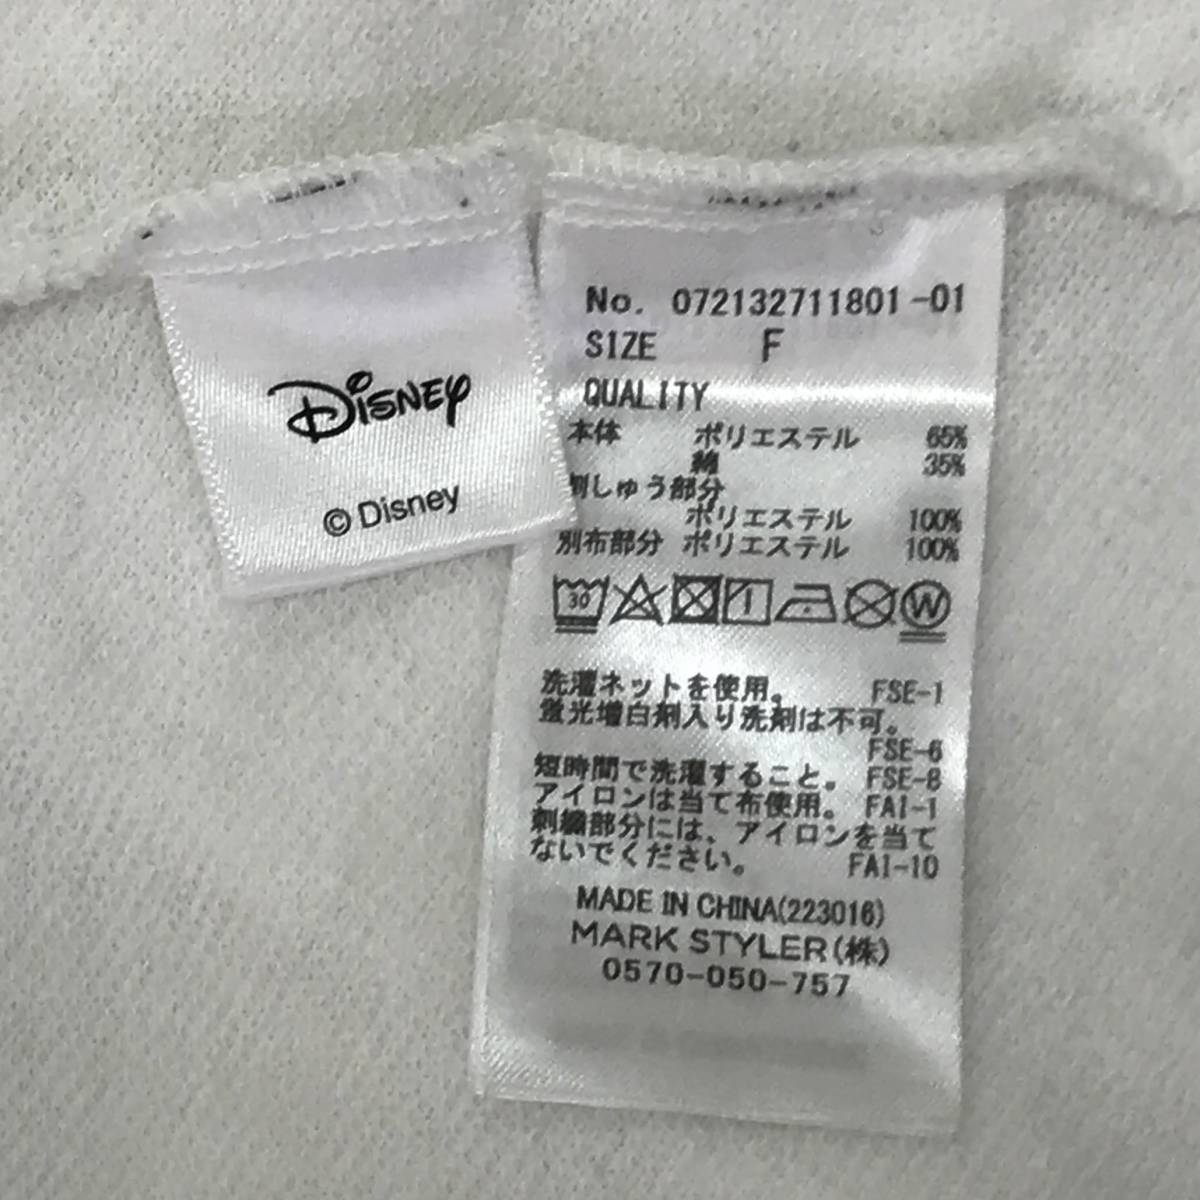 DISNEY
© Disney
No. 072132711801-01
SIZE F
QUALITY
本体 ポリエステル 65%
綿 35%
刺しゅう部分
ポリエステル 100%
別布部分 ポリエステル 100%
30
W
洗濯ネットを使用。 FSE-1
蛍光増白剤入り洗剤は不可。
FSE-6
短時間で洗濯すること。 FSE-8
アイロンは当て布使用。 FAI-1
刺繍部分には、アイロンを当て
ないでください。 FAI-10
MADE IN CHINA(223016)
MARK STYLER(株)
0570-050-757